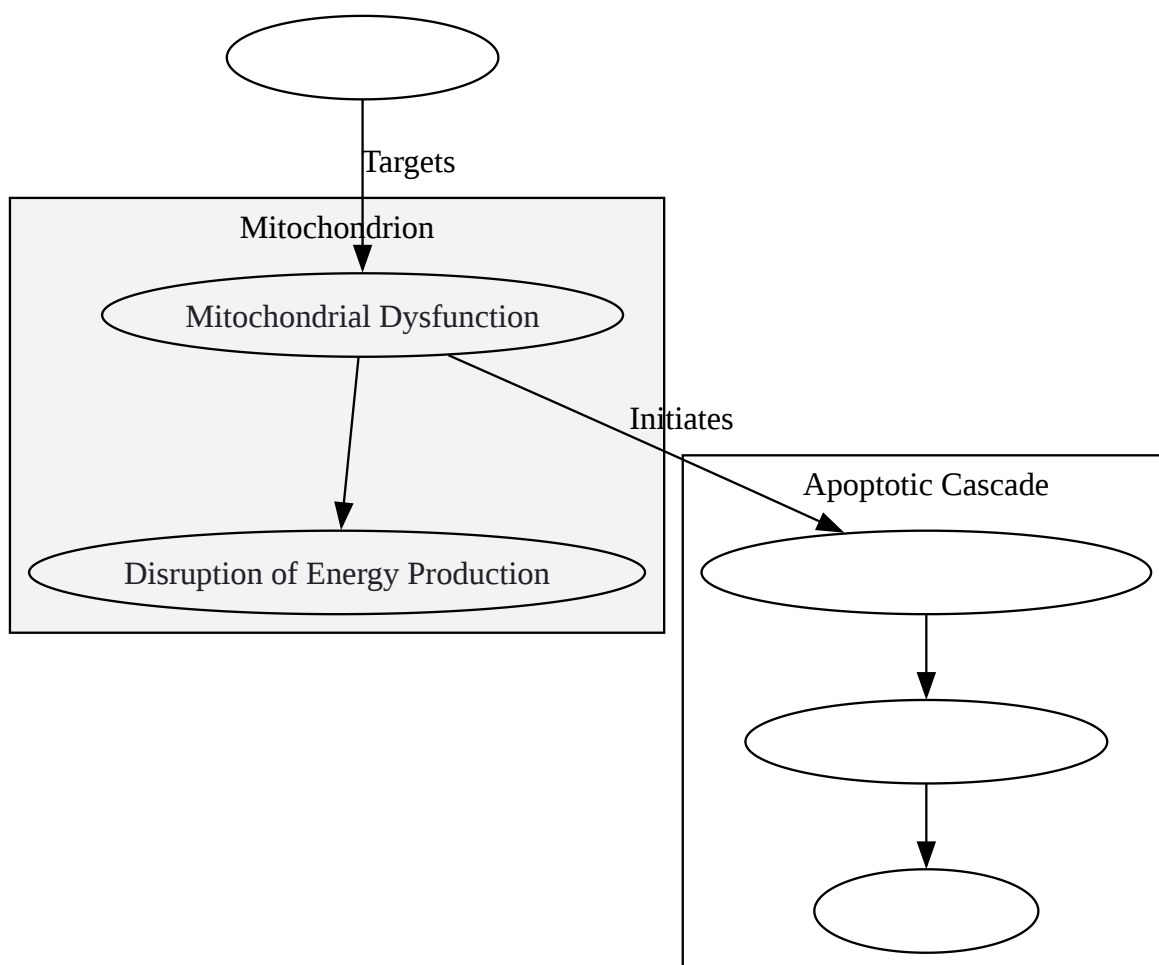 Targets
Mitochondrion
Mitochondrial Dysfunction
Initiates
Apoptotic Cascade
Disruption of Energy Production